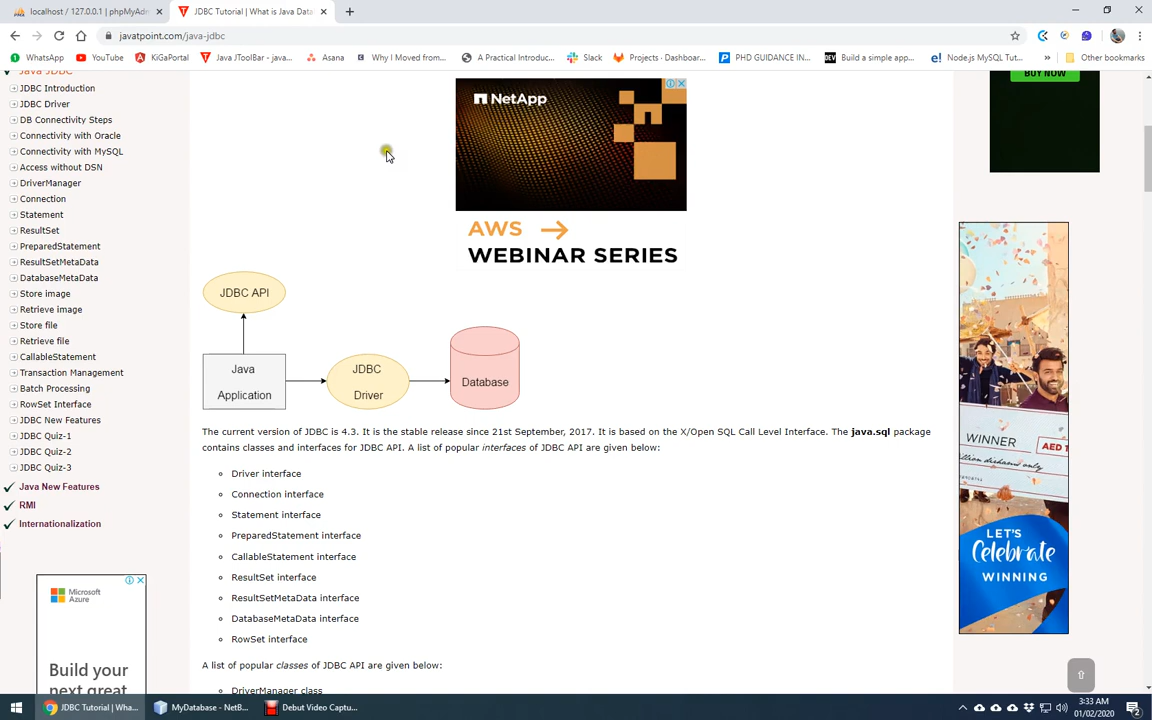 localhost / 127.0.0.1 | phpMyAdm
JDBC Tutorial | What is Java Data
javatpoint.com/java-jdbc
WhatsApp
YouTube
KiGaPortal
Java JToolBar - java...
Asana
Why I Moved from...
A Practical Introduc...
Slack
Projects · Dashboar...
PHD GUIDANCE IN...
Build a simple app...
Node.js MySQL Tut...
»
Other bookmarks
Java JDBC
JDBC Introduction
JDBC Driver
DB Connectivity Steps
Connectivity with Oracle
Connectivity with MySQL
Access without DSN
DriverManager
Connection
Statement
ResultSet
PreparedStatement
ResultSetMetaData
DatabaseMetaData
Store image
Retrieve image
Store file
Retrieve file
CallableStatement
Transaction Management
Batch Processing
RowSet Interface
JDBC New Features
JDBC Quiz-1
JDBC Quiz-2
JDBC Quiz-3
Java New Features
RMI
Internationalization
Microsoft
Azure
Build your
next great
NetApp
AWS
WEBINAR SERIES
JDBC API
Java
Application
JDBC
Driver
Database
The current version of JDBC is 4.3. It is the stable release since 21st September, 2017. It is based on the X/Open SQL Call Level Interface. The java.sql package
contains classes and interfaces for JDBC API. A list of popular interfaces of JDBC API are given below:
Driver interface
Connection interface
Statement interface
PreparedStatement interface
CallableStatement interface
ResultSet interface
ResultSetMetaData interface
DatabaseMetaData interface
RowSet interface
A list of popular classes of JDBC API are given below:
DriverManager class
BUY NOW
WINNER
AED 1
million dirhams only
LET'S
Celebrate
WINNING
JDBC Tutorial | Wha...
MyDatabase - NetB...
Debut Video Captu...
3:33 AM
01/02/2020
2